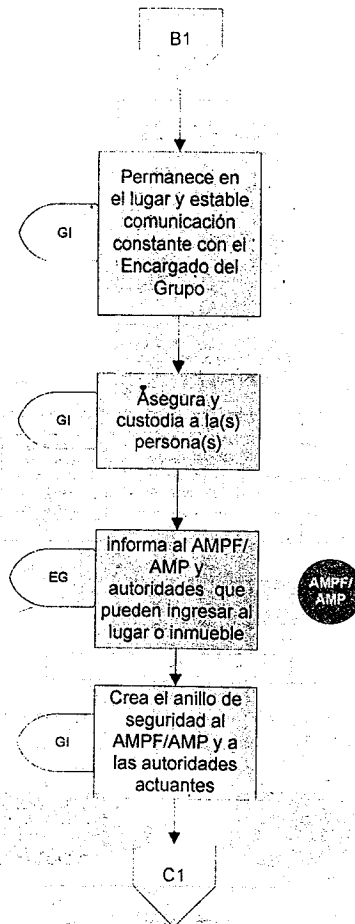 B1
Permanece en
el lugar y estable
comunicación
constante con el
Encargado del
Grupo
GI
Asegura y
custodia a la(s)
persona(s)
GI
informa al AMPF/
AMP y
autoridades que
pueden ingresar al
lugar o inmueble
EG
AMPF/
AMP
Crea el anillo de
seguridad al
AMPF/AMP y a
las autoridades
actuantes
GI
C1